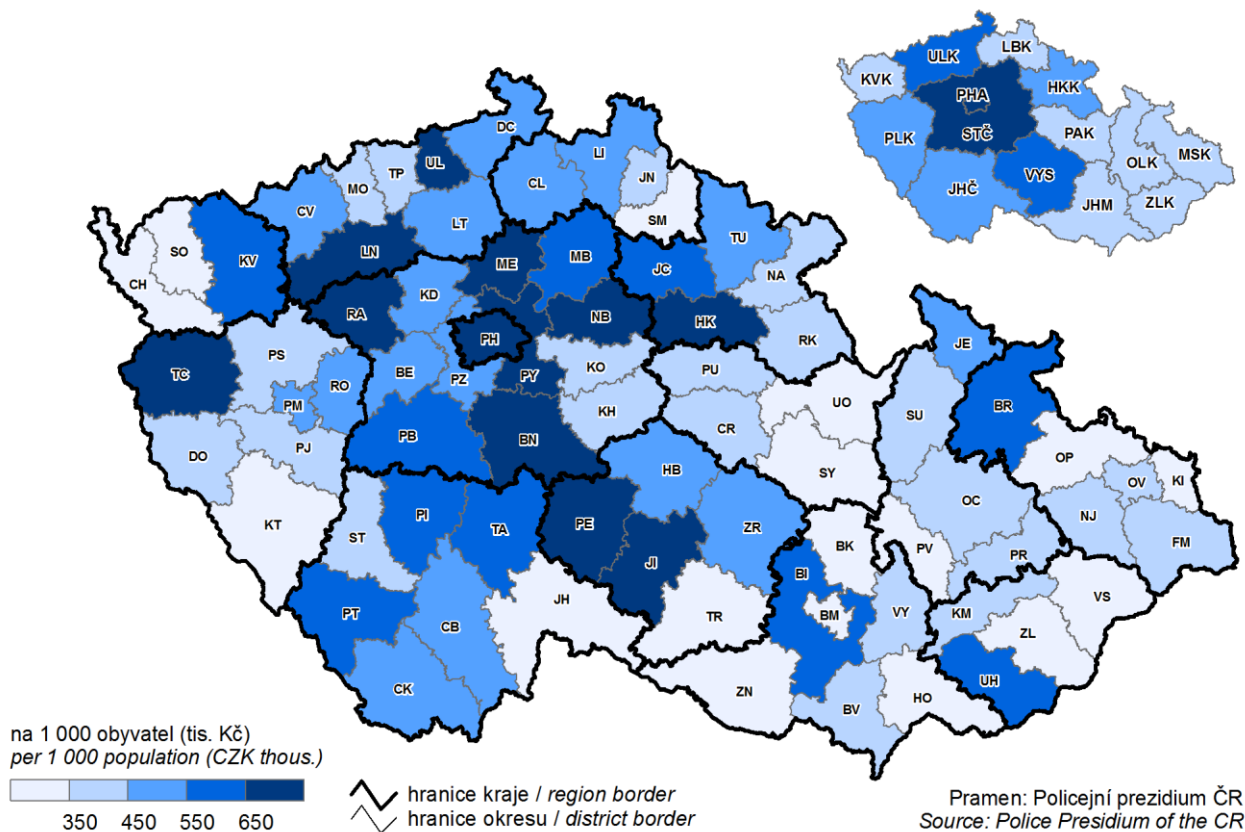 ULK
LBK
KVK
PHA
HKK
STČ
PLK
PAK
OLK
MSK
VYS
JHČ
JHM
ZLK
DC
UL
LI
TP
MO
CL
JN
CV
SM
LT
TU
SO
KV
LN
ME
MB
JC
NA
CH
KD
RA
NB
HK
PH
RK
JE
PS
TC
BE
PZ
PY
KO
PU
RO
PM
UO
SU
BR
KH
CR
PB
BN
PJ
DO
OP
HB
SY
OV
KI
OC
NJ
KT
PI
TA
PE
ZR
ST
FM
BK
PV
PR
JI
BI
JH
VS
PT
KM
TR
BM
VY
CB
ZL
UH
CK
ZN
HO
BV
na 1 000 obyvatel (tis. Kč)
per 1 000 population (CZK thous.)
350 450 550 650
hranice kraje / region border
hranice okresu / district border
Pramen: Policejní prezidium ČR
Source: Police Presidium of the CR